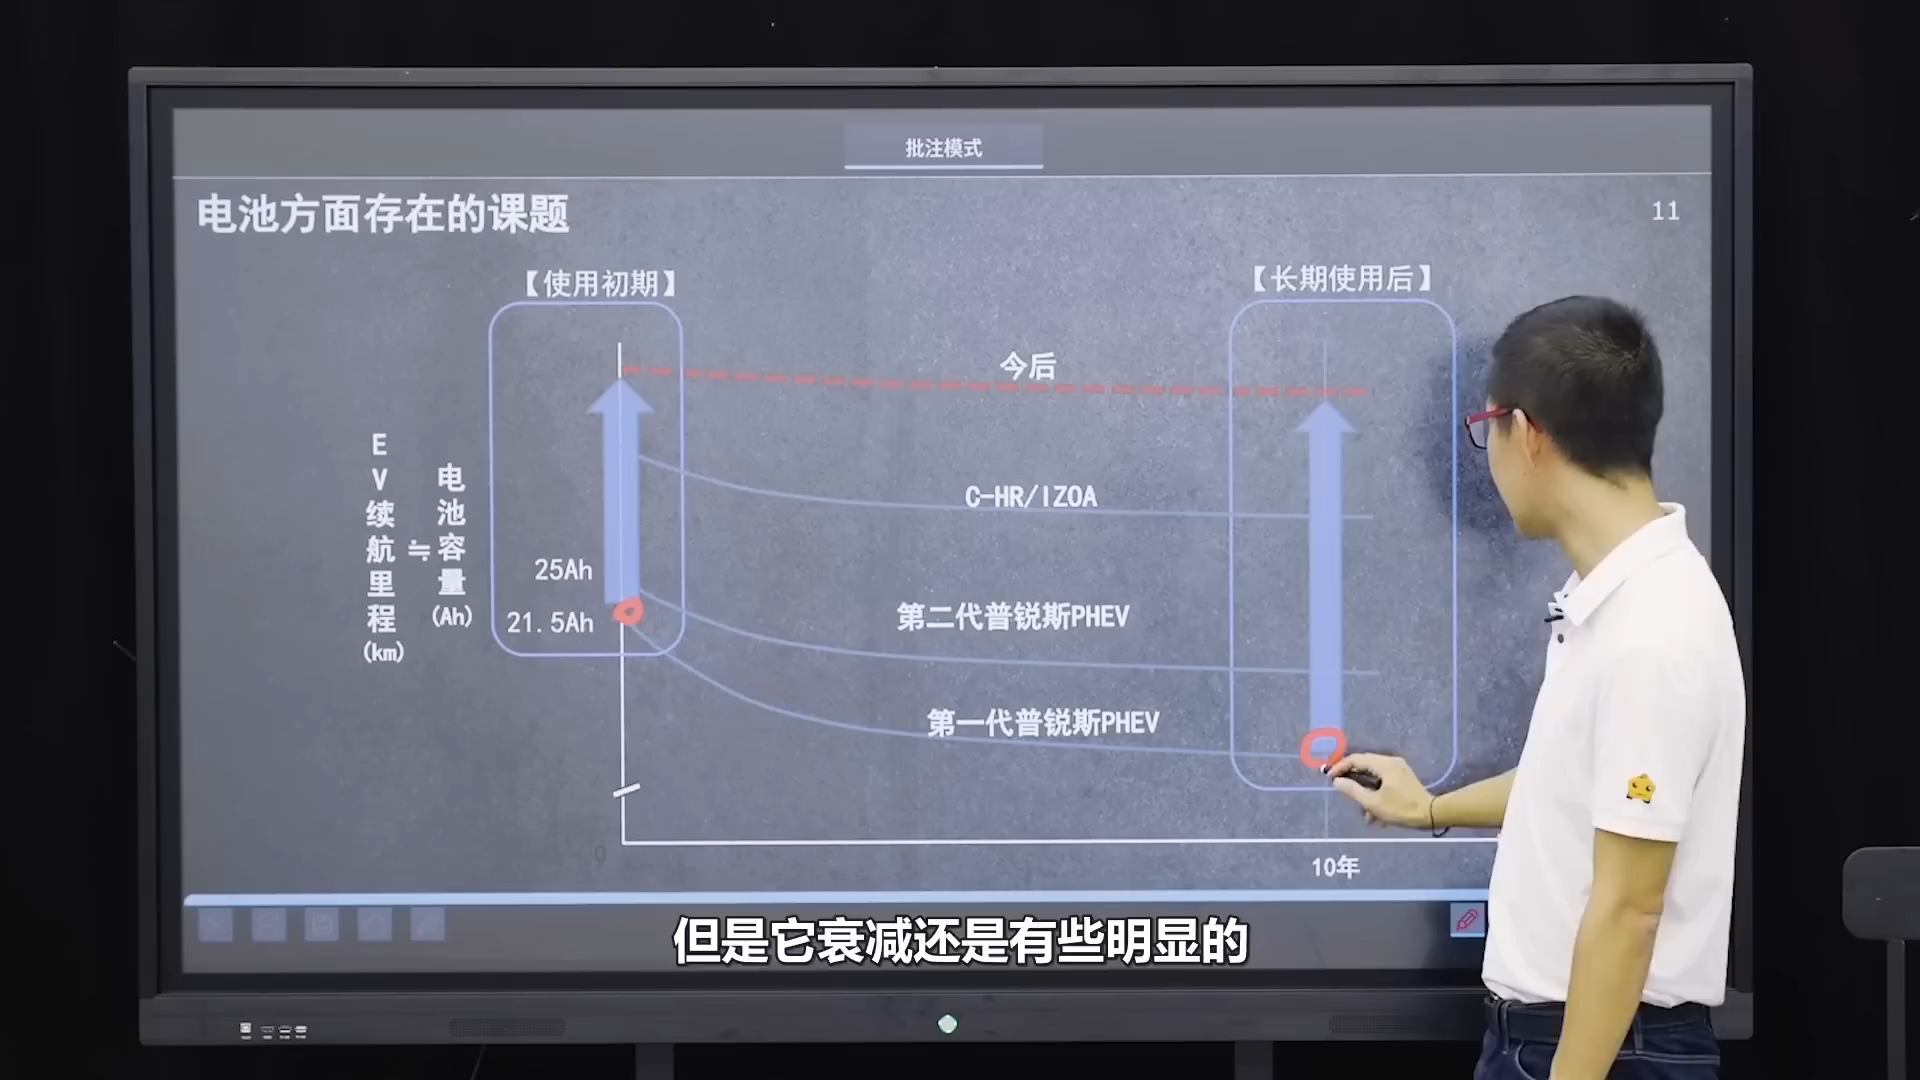 批注模式
电池方面存在的课题
11
【使用初期】
【长期使用后】
今后
EV续航里程(km)
≒
电池容量(Ah)
C-HR/IZOA
25Ah
21.5Ah
第二代普锐斯PHEV
第一代普锐斯PHEV
0
10年
但是它衰减还是有些明显的